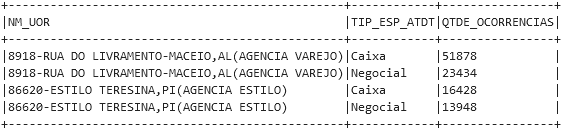 +--------------------------------------------+------------+----------------+
|NM_UOR                                      |TIP_ESP_ATDT|QTDE_OCORRENCIAS|
+--------------------------------------------+------------+----------------+
|8918-RUA DO LIVRAMENTO-MACEIO,AL(AGENCIA VAREJO)|Caixa       |51878           |
|8918-RUA DO LIVRAMENTO-MACEIO,AL(AGENCIA VAREJO)|Negocial    |23434           |
|86620-ESTILO TERESINA,PI(AGENCIA ESTILO)        |Caixa       |16428           |
|86620-ESTILO TERESINA,PI(AGENCIA ESTILO)        |Negocial    |13948           |
+--------------------------------------------+------------+----------------+